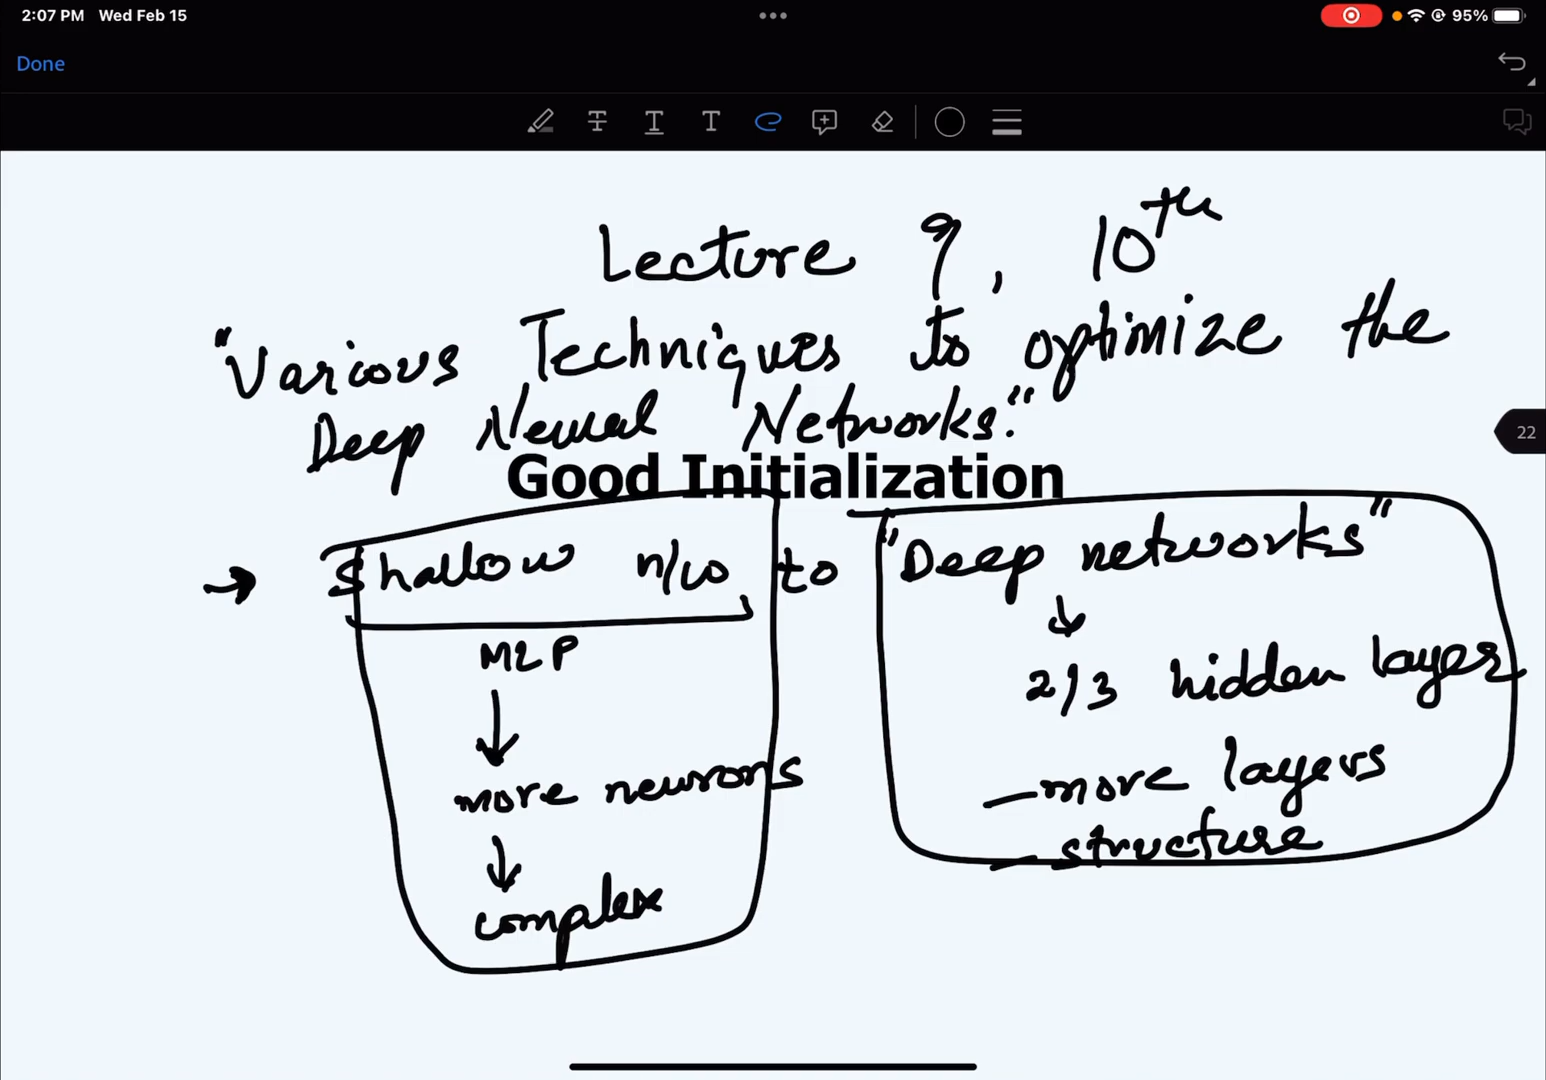 2:07 PM Wed Feb 15
95%
Done
T T T
Lecture 9, 10th
"Various Techniques to optimize the
Deep Neural Networks."
22
Good Initialization
→ Shallow n/w to "Deep networks"
↓
MLP
2/3 hidden layer
↓
more neurons
— more layers
↓
— structure
complex